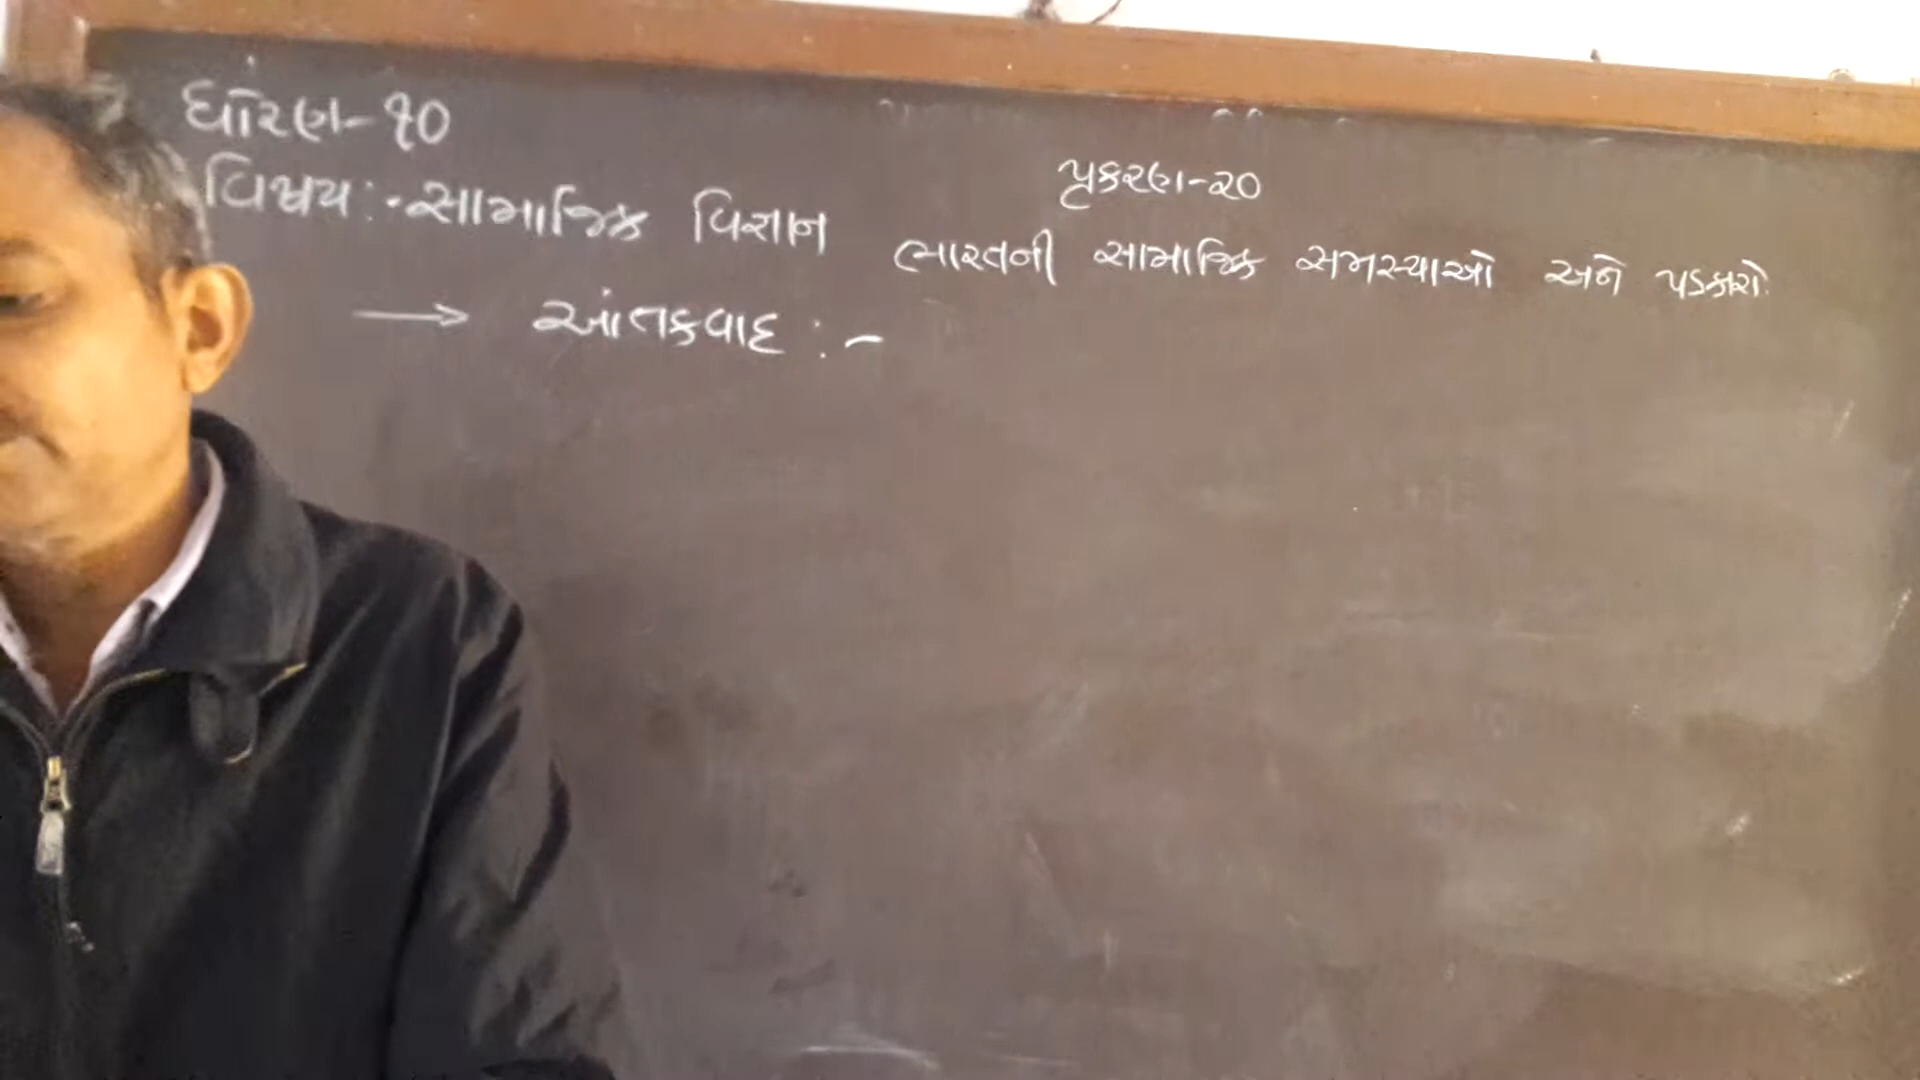 ધોરણ-૧૦
વિષય:-સામાજિક વિજ્ઞાન
પ્રકરણ-૨૦
ભારતની સામાજિક સમસ્યાઓ અને પડકારો.
→ આંતકવાદ :-